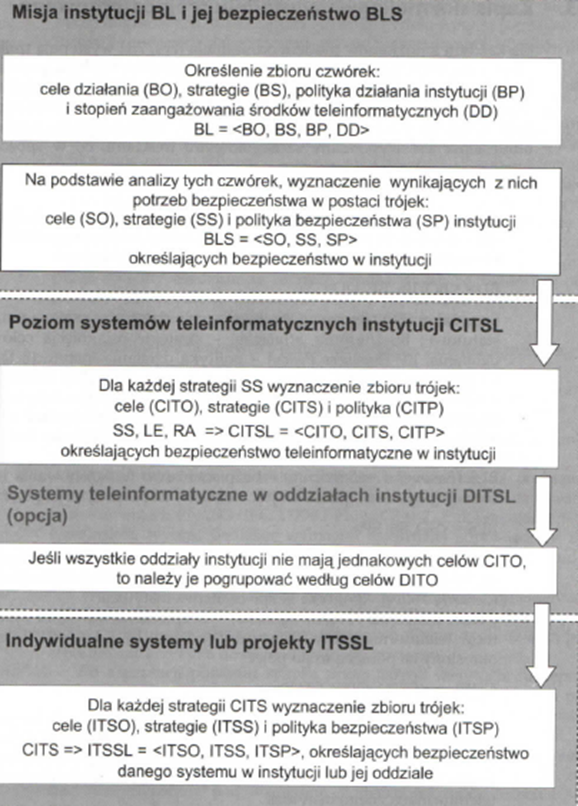 Misja instytucji BL i jej bezpieczeństwo BLS
Określenie zbioru czwórek:
cele działania (BO), strategie (BS), polityka działania instytucji (BP)
i stopień zaangażowania środków teleinformatycznych (DD)
BL = <BO, BS, BP, DD>
Na podstawie analizy tych czwórek, wyznaczenie wynikających z nich
potrzeb bezpieczeństwa w postaci trójek:
cele (SO), strategie (SS) i polityka bezpieczeństwa (SP) instytucji
BLS = <SO, SS, SP>
określających bezpieczeństwo w instytucji
Poziom systemów teleinformatycznych instytucji CITSL
Dla każdej strategii SS wyznaczenie zbioru trójek:
cele (CITO), strategie (CITS) i polityka (CITP)
SS, LE, RA => CITSL = <CITO, CITS, CITP>
określających bezpieczeństwo teleinformatyczne w instytucji
Systemy teleinformatyczne w oddziałach instytucji DITSL
(opcja)
Jeśli wszystkie oddziały instytucji nie mają jednakowych celów CITO,
to należy je pogrupować według celów DITO
Indywidualne systemy lub projekty ITSSL
Dla każdej strategii CITS wyznaczenie zbioru trójek:
cele (ITSO), strategie (ITSS) i polityka bezpieczeństwa (ITSP)
CITS => ITSSL = <ITSO, ITSS, ITSP>, określających bezpieczeństwo
danego systemu w instytucji lub jej oddziale